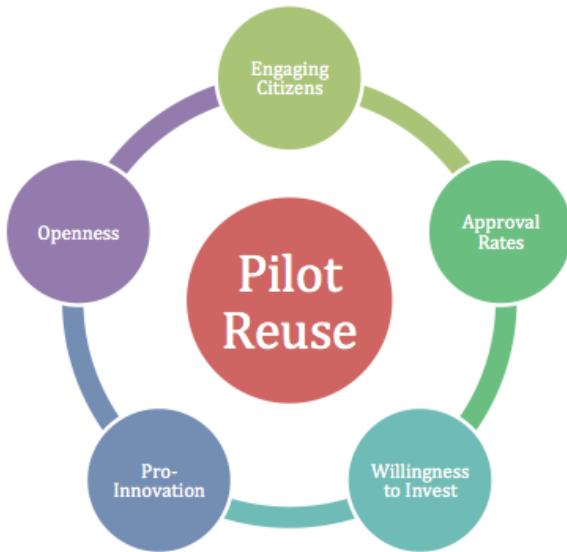 Engaging
Citizens
Openness
Approval
Rates
Pilot
Reuse
Pro-
Innovation
Willingness
to Invest